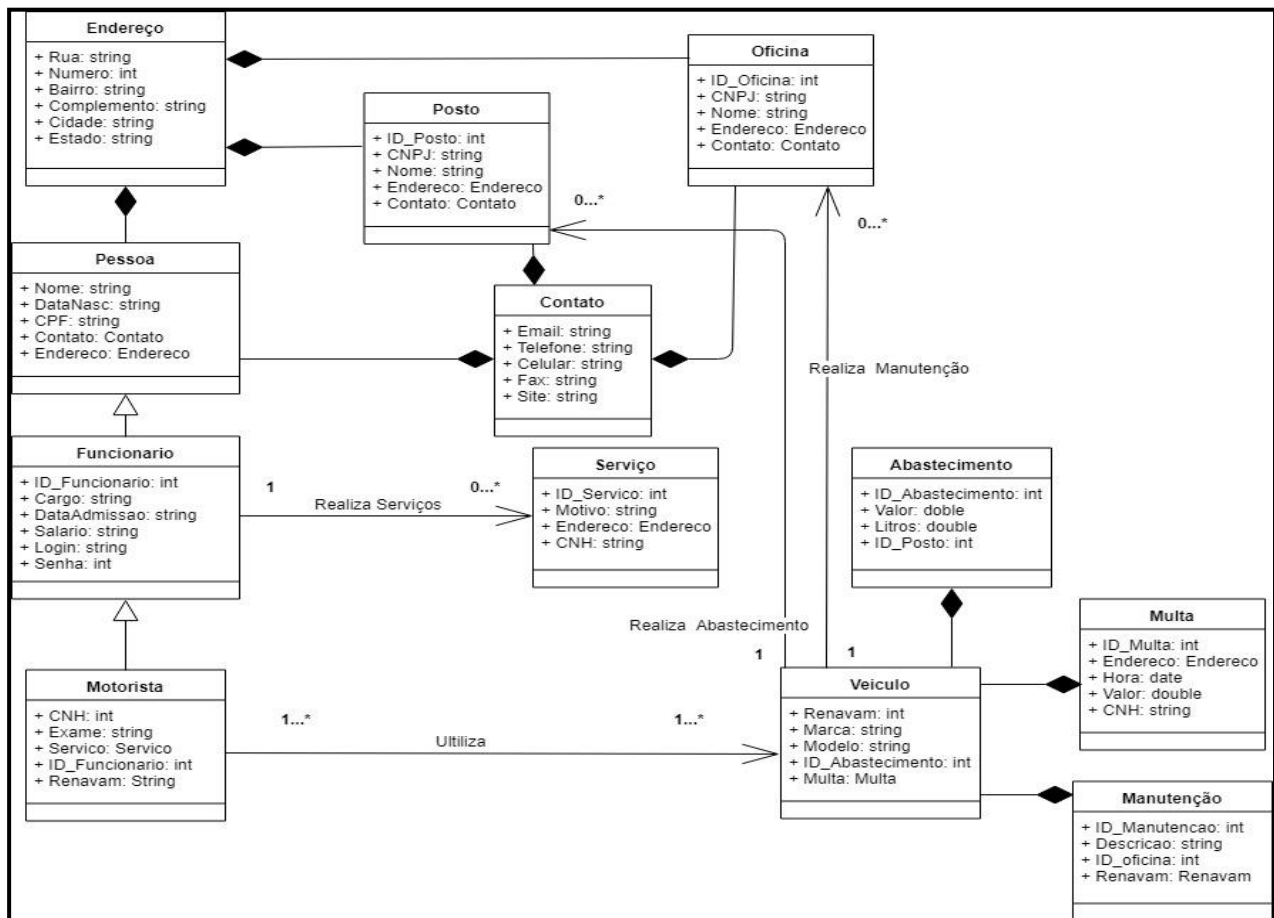 Endereço
+ Rua: string
+ Numero: int
+ Bairro: string
+ Complemento: string
+ Cidade: string
+ Estado: string
Oficina
+ ID_Oficina: int
+ CNPJ: string
+ Nome: string
+ Endereco: Endereco
+ Contato: Contato
Posto
+ ID_Posto: int
+ CNPJ: string
+ Nome: string
+ Endereco: Endereco
+ Contato: Contato
0...*
0...*
Pessoa
+ Nome: string
+ DataNasc: string
+ CPF: string
+ Contato: Contato
+ Endereco: Endereco
Contato
+ Email: string
+ Telefone: string
+ Celular: string
+ Fax: string
+ Site: string
Realiza Manutenção
Funcionario
+ ID_Funcionario: int
+ Cargo: string
+ DataAdmissao: string
+ Salario: string
+ Login: string
+ Senha: int
1
0...*
Realiza Serviços
Serviço
+ ID_Servico: int
+ Motivo: string
+ Endereco: Endereco
+ CNH: string
Abastecimento
+ ID_Abastecimento: int
+ Valor: doble
+ Litros: double
+ ID_Posto: int
Realiza Abastecimento
1
1
Multa
+ ID_Multa: int
+ Endereco: Endereco
+ Hora: date
+ Valor: double
+ CNH: string
Motorista
+ CNH: int
+ Exame: string
+ Servico: Servico
+ ID_Funcionario: int
+ Renavam: String
1...*
1...*
Ultiliza
Veiculo
+ Renavam: int
+ Marca: string
+ Modelo: string
+ ID_Abastecimento: int
+ Multa: Multa
Manutenção
+ ID_Manutencao: int
+ Descricao: string
+ ID_oficina: int
+ Renavam: Renavam